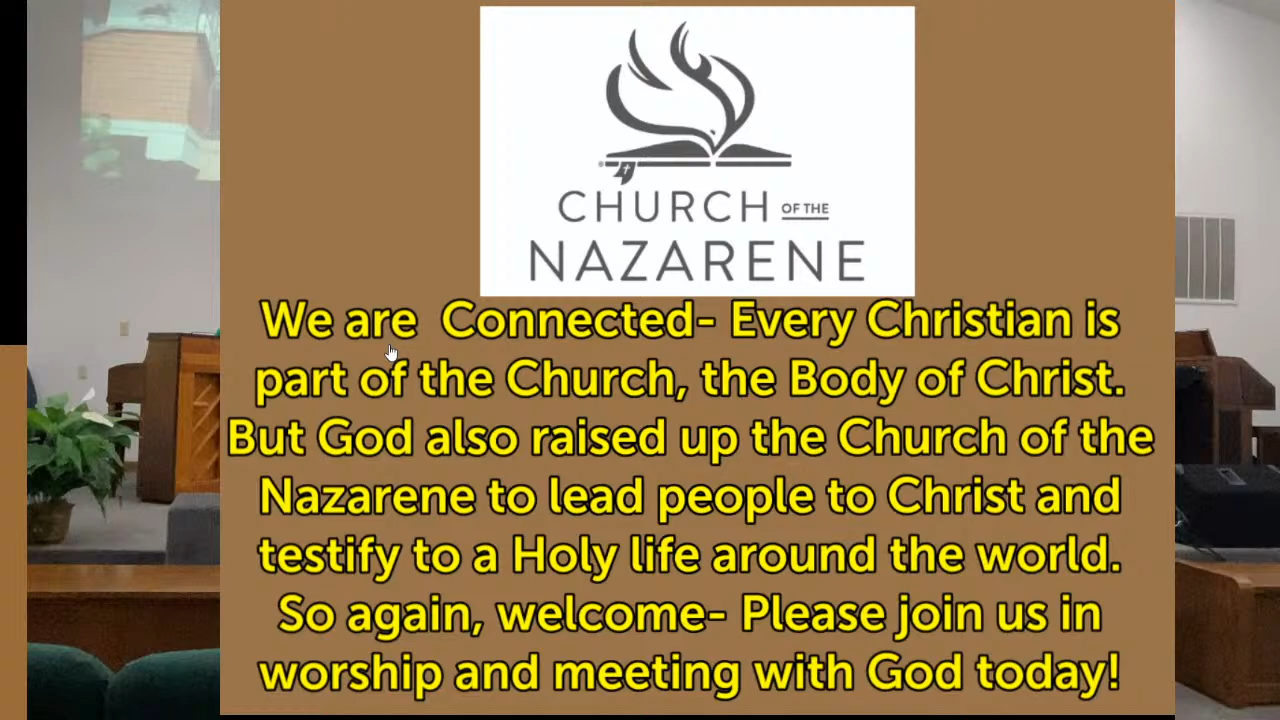 CHURCH OF THE
NAZARENE
We are  Connected- Every Christian is
part of the Church, the Body of Christ.
But God also raised up the Church of the
Nazarene to lead people to Christ and
testify to a Holy life around the world.
So again, welcome- Please join us in
worship and meeting with God today!